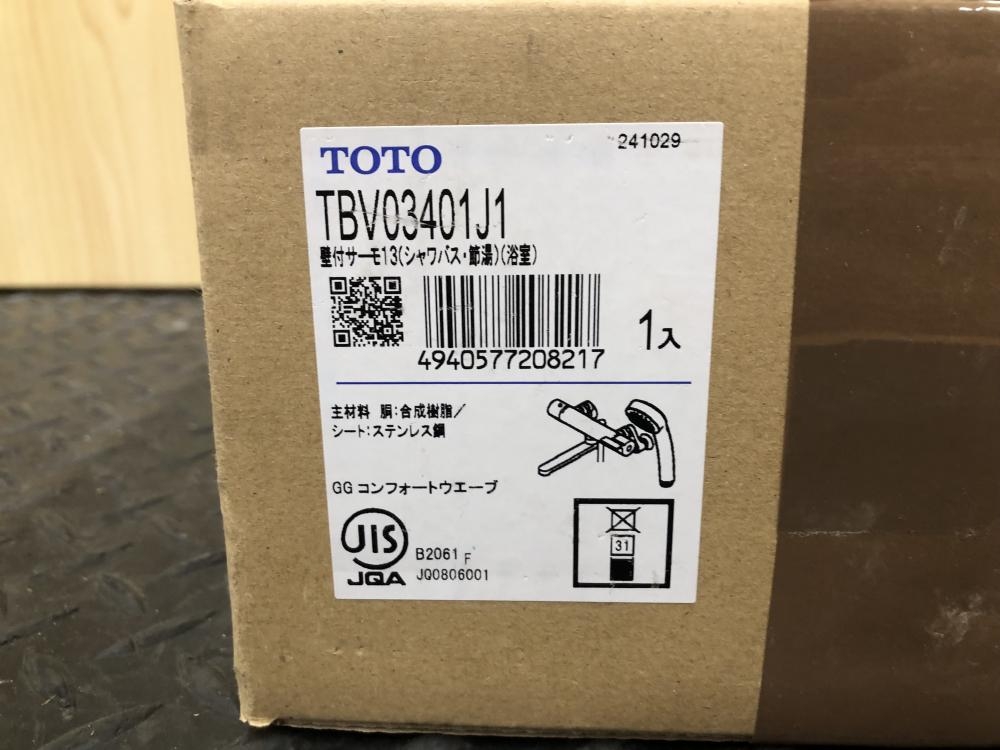 241029
TOTO
TBV03401J1
壁付サーモ13(シャワバス・節湯)(浴室)
4940577208217
1入
主材料 胴:合成樹脂/
シート:ステンレス鋼
GG コンフォートウエーブ
JIS
JQA
B2061 F
JQ0806001
31